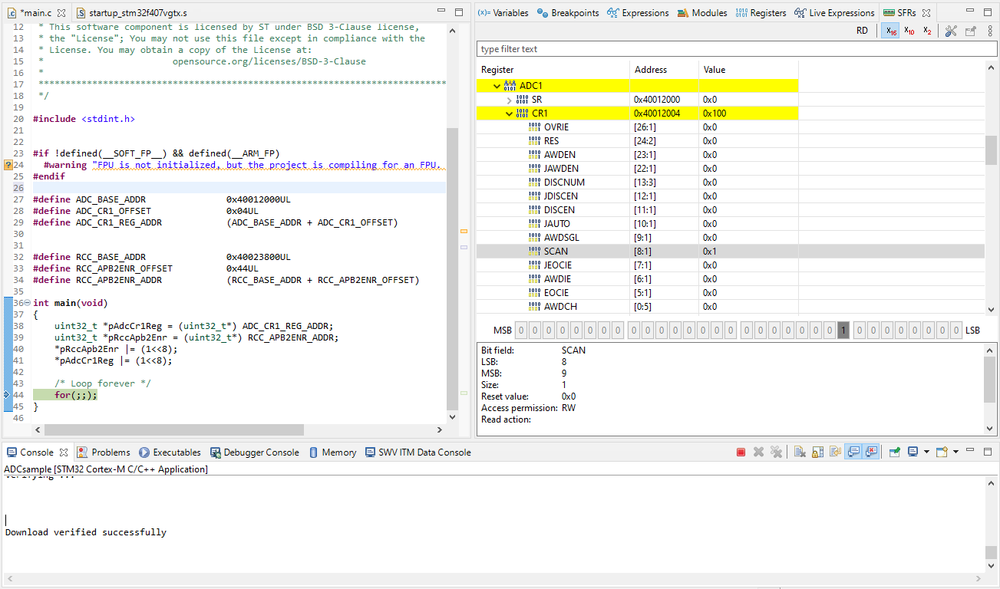 *main.c
startup_stm32f407vgtx.s
12 * This software component is licensed by ST under BSD 3-Clause license,
13 * the "License"; You may not use this file except in compliance with the
14 * License. You may obtain a copy of the License at:
15 * opensource.org/licenses/BSD-3-Clause
16 *
17 ******************************************************************************
18 */
19
20 #include <stdint.h>
21
22
23 #if !defined(__SOFT_FP__) && defined(__ARM_FP)
24 #warning "FPU is not initialized, but the project is compiling for an FPU.
25 #endif
26
27 #define ADC_BASE_ADDR 0x40012000UL
28 #define ADC_CR1_OFFSET 0x04UL
29 #define ADC_CR1_REG_ADDR (ADC_BASE_ADDR + ADC_CR1_OFFSET)
30
31
32 #define RCC_BASE_ADDR 0x40023800UL
33 #define RCC_APB2ENR_OFFSET 0x44UL
34 #define RCC_APB2ENR_ADDR (RCC_BASE_ADDR + RCC_APB2ENR_OFFSET)
35
36 int main(void)
37 {
38 uint32_t *pAdcCr1Reg = (uint32_t*) ADC_CR1_REG_ADDR;
39 uint32_t *pRccApb2Enr = (uint32_t*) RCC_APB2ENR_ADDR;
40 *pRccApb2Enr |= (1<<8);
41 *pAdcCr1Reg |= (1<<8);
42
43 /* Loop forever */
44 for(;;);
45 }
46
(x)= Variables Breakpoints Expressions Modules Registers Live Expressions SFRs
RD X16 X10 X2
type filter text
Register Address Value
ADC1
SR 0x40012000 0x0
CR1 0x40012004 0x100
OVRIE [26:1] 0x0
RES [24:2] 0x0
AWDEN [23:1] 0x0
JAWDEN [22:1] 0x0
DISCNUM [13:3] 0x0
JDISCEN [12:1] 0x0
DISCEN [11:1] 0x0
JAUTO [10:1] 0x0
AWDSGL [9:1] 0x0
SCAN [8:1] 0x1
JEOCIE [7:1] 0x0
AWDIE [6:1] 0x0
EOCIE [5:1] 0x0
AWDCH [0:5] 0x0
MSB 0 0 0 0 0 0 0 0 0 0 0 0 0 0 0 0 0 0 0 0 0 0 0 1 0 0 0 0 0 0 0 0 LSB
Bit field: SCAN
LSB: 8
MSB: 9
Size: 1
Reset value: 0x0
Access permission: RW
Read action:
Console Problems Executables Debugger Console Memory SWV ITM Data Console
ADCsample [STM32 Cortex-M C/C++ Application]
Verifying ...
Download verified successfully